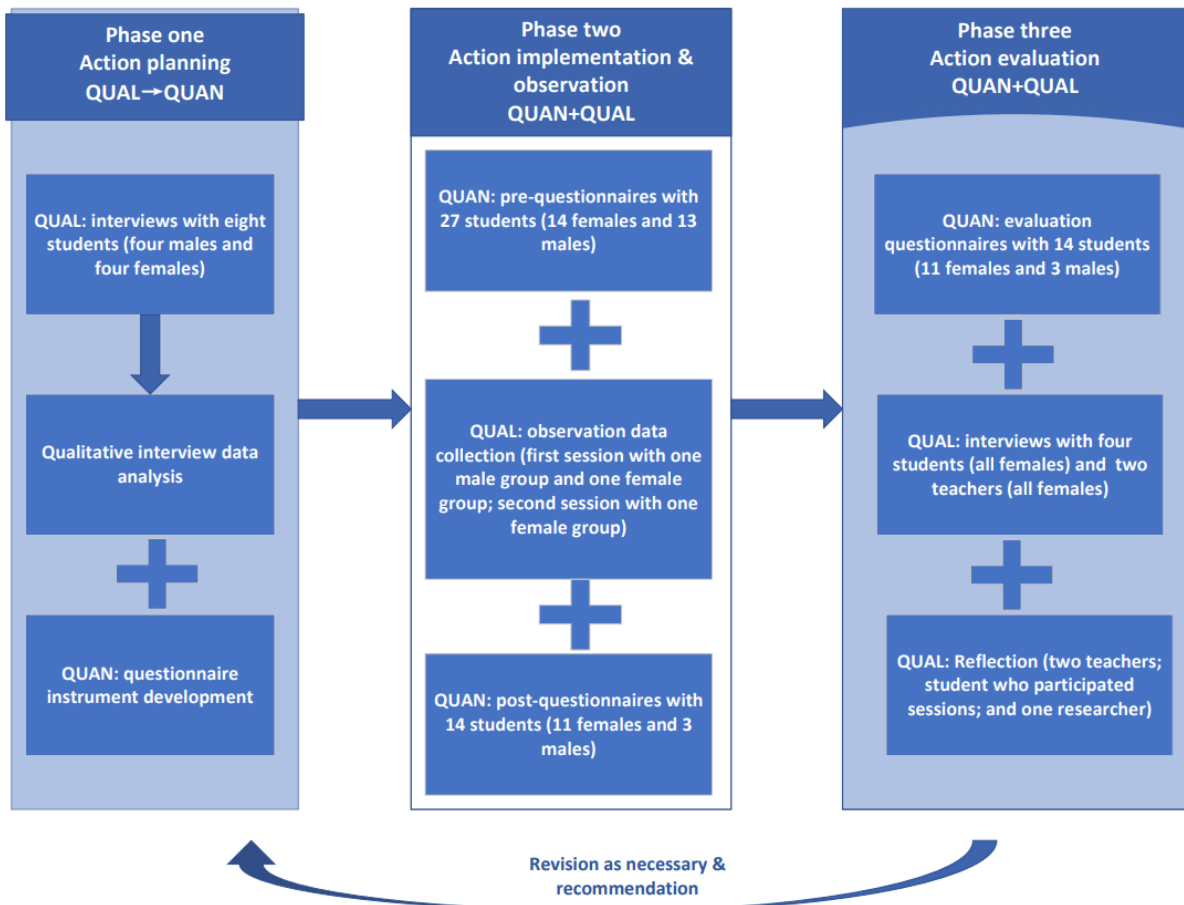 Phase one
Action planning
QUAL→QUAN
QUAL: interviews with eight
students (four males and
four females)
Qualitative interview data
analysis
QUAN: questionnaire
instrument development
Phase two
Action implementation &
observation
QUAN+QUAL
QUAN: pre-questionnaires with
27 students (14 females and 13
males)
QUAL: observation data
collection (first session with one
male group and one female
group; second session with one
female group)
QUAN: post-questionnaires with
14 students (11 females and 3
males)
Phase three
Action evaluation
QUAN+QUAL
QUAN: evaluation
questionnaires with 14 students
(11 females and 3 males)
QUAL: interviews with four
students (all females) and two
teachers (all females)
QUAL: Reflection (two teachers;
student who participated
sessions; and one researcher)
Revision as necessary &
recommendation